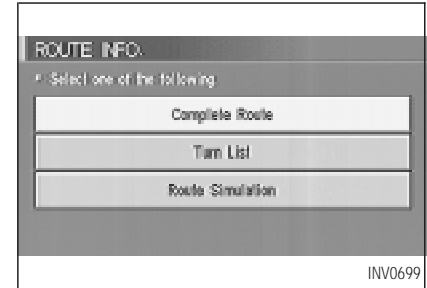 ROUTE INFO.
Select one of the following
Complete Route
Turn List
Route Simulation
INV0699